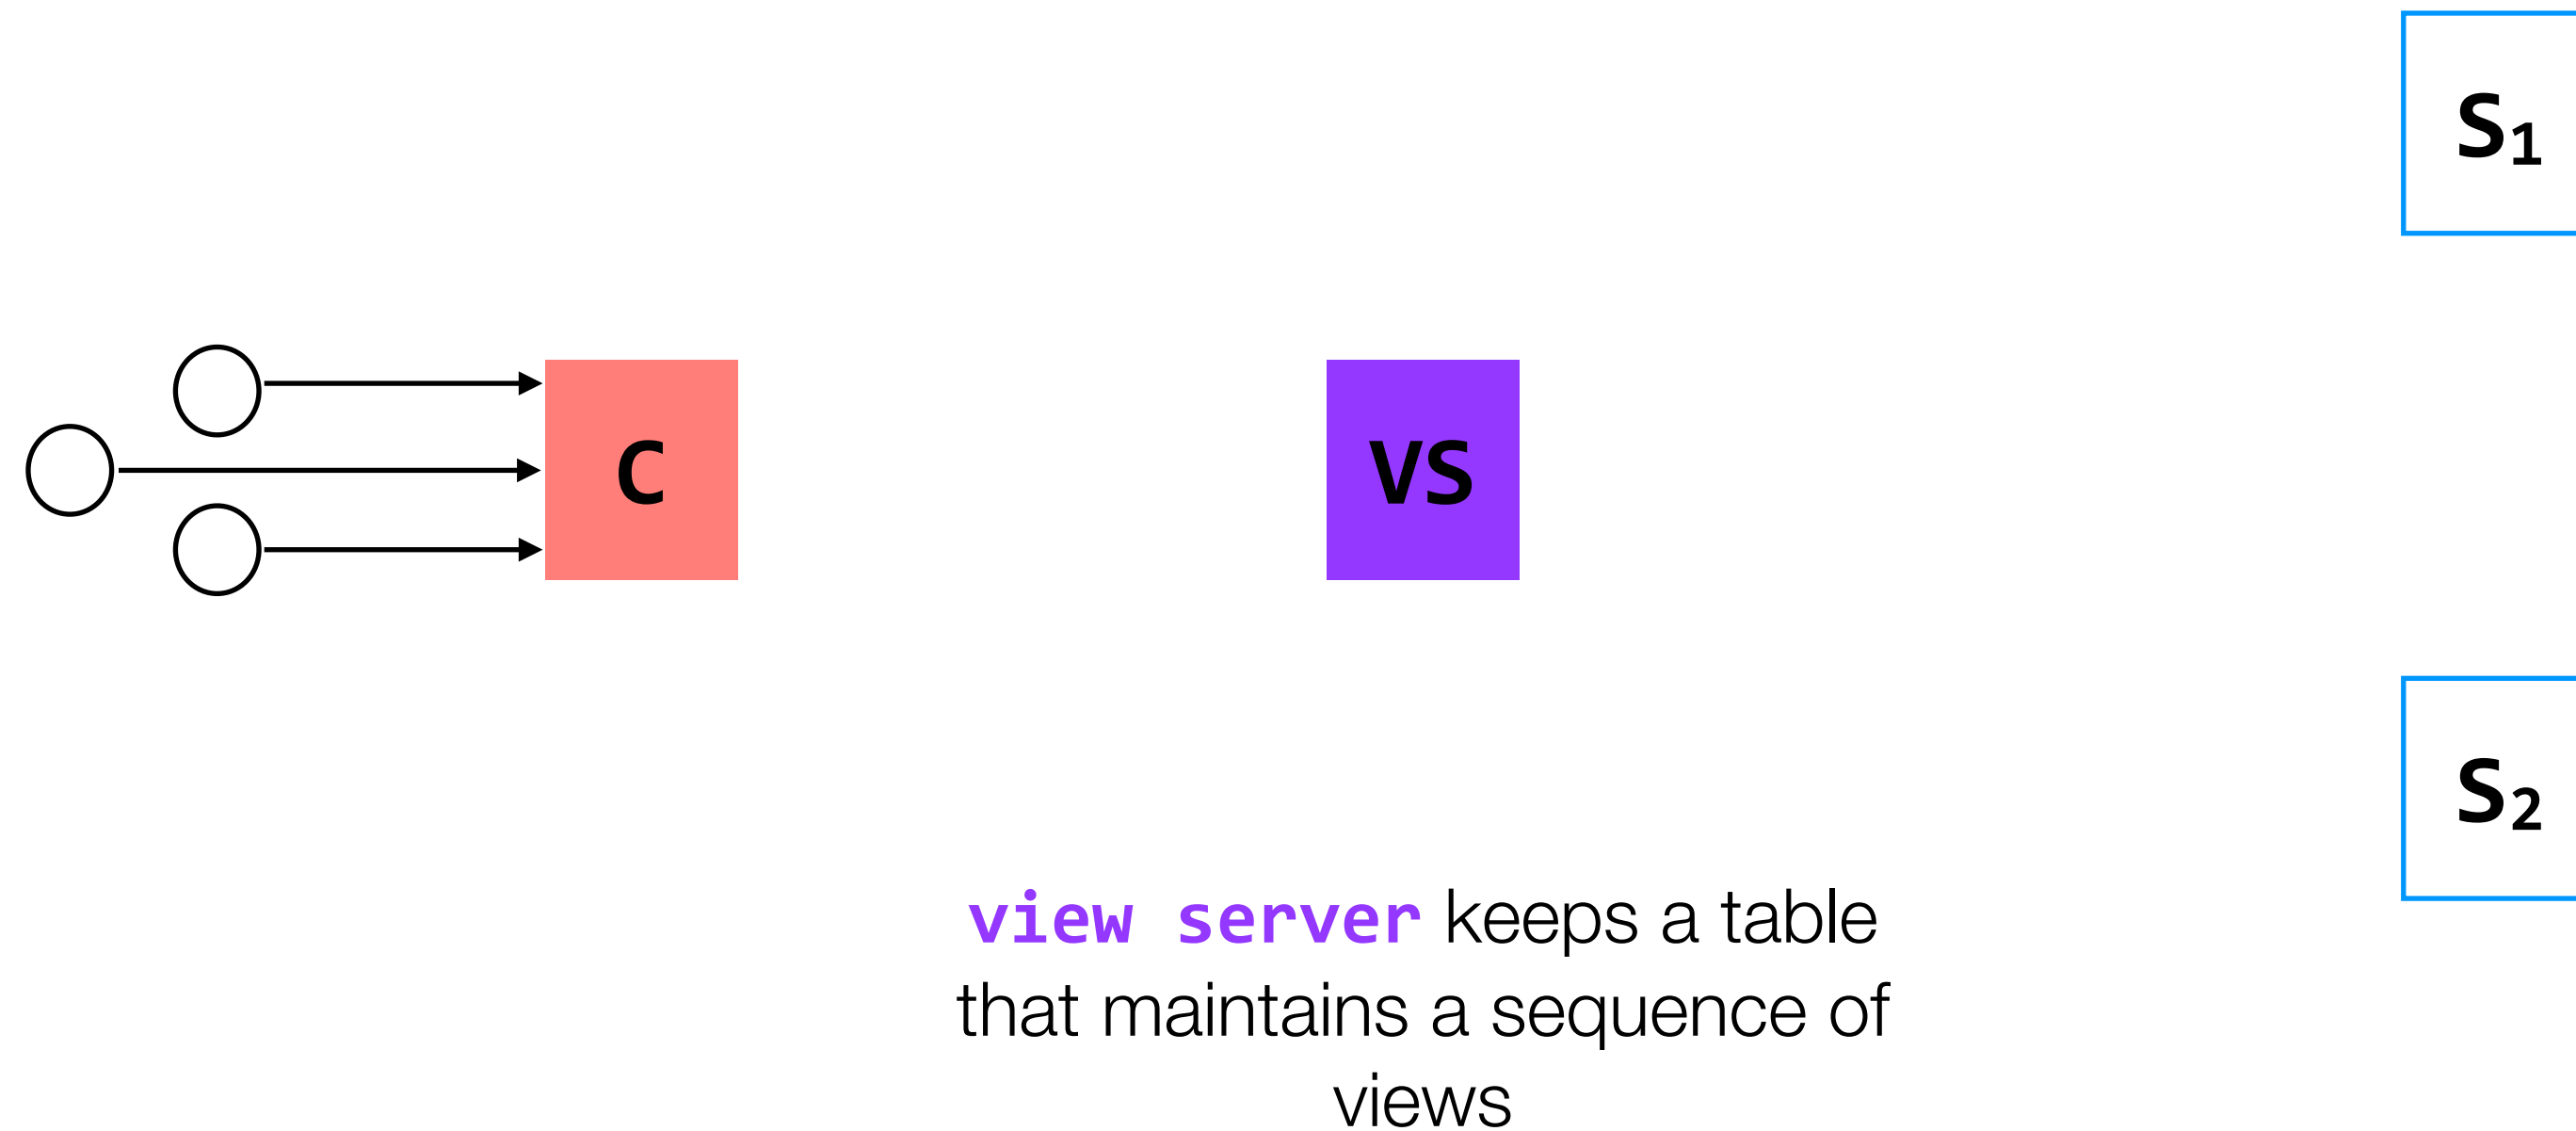 S₁
C
VS
S₂
view server keeps a table
that maintains a sequence of
views